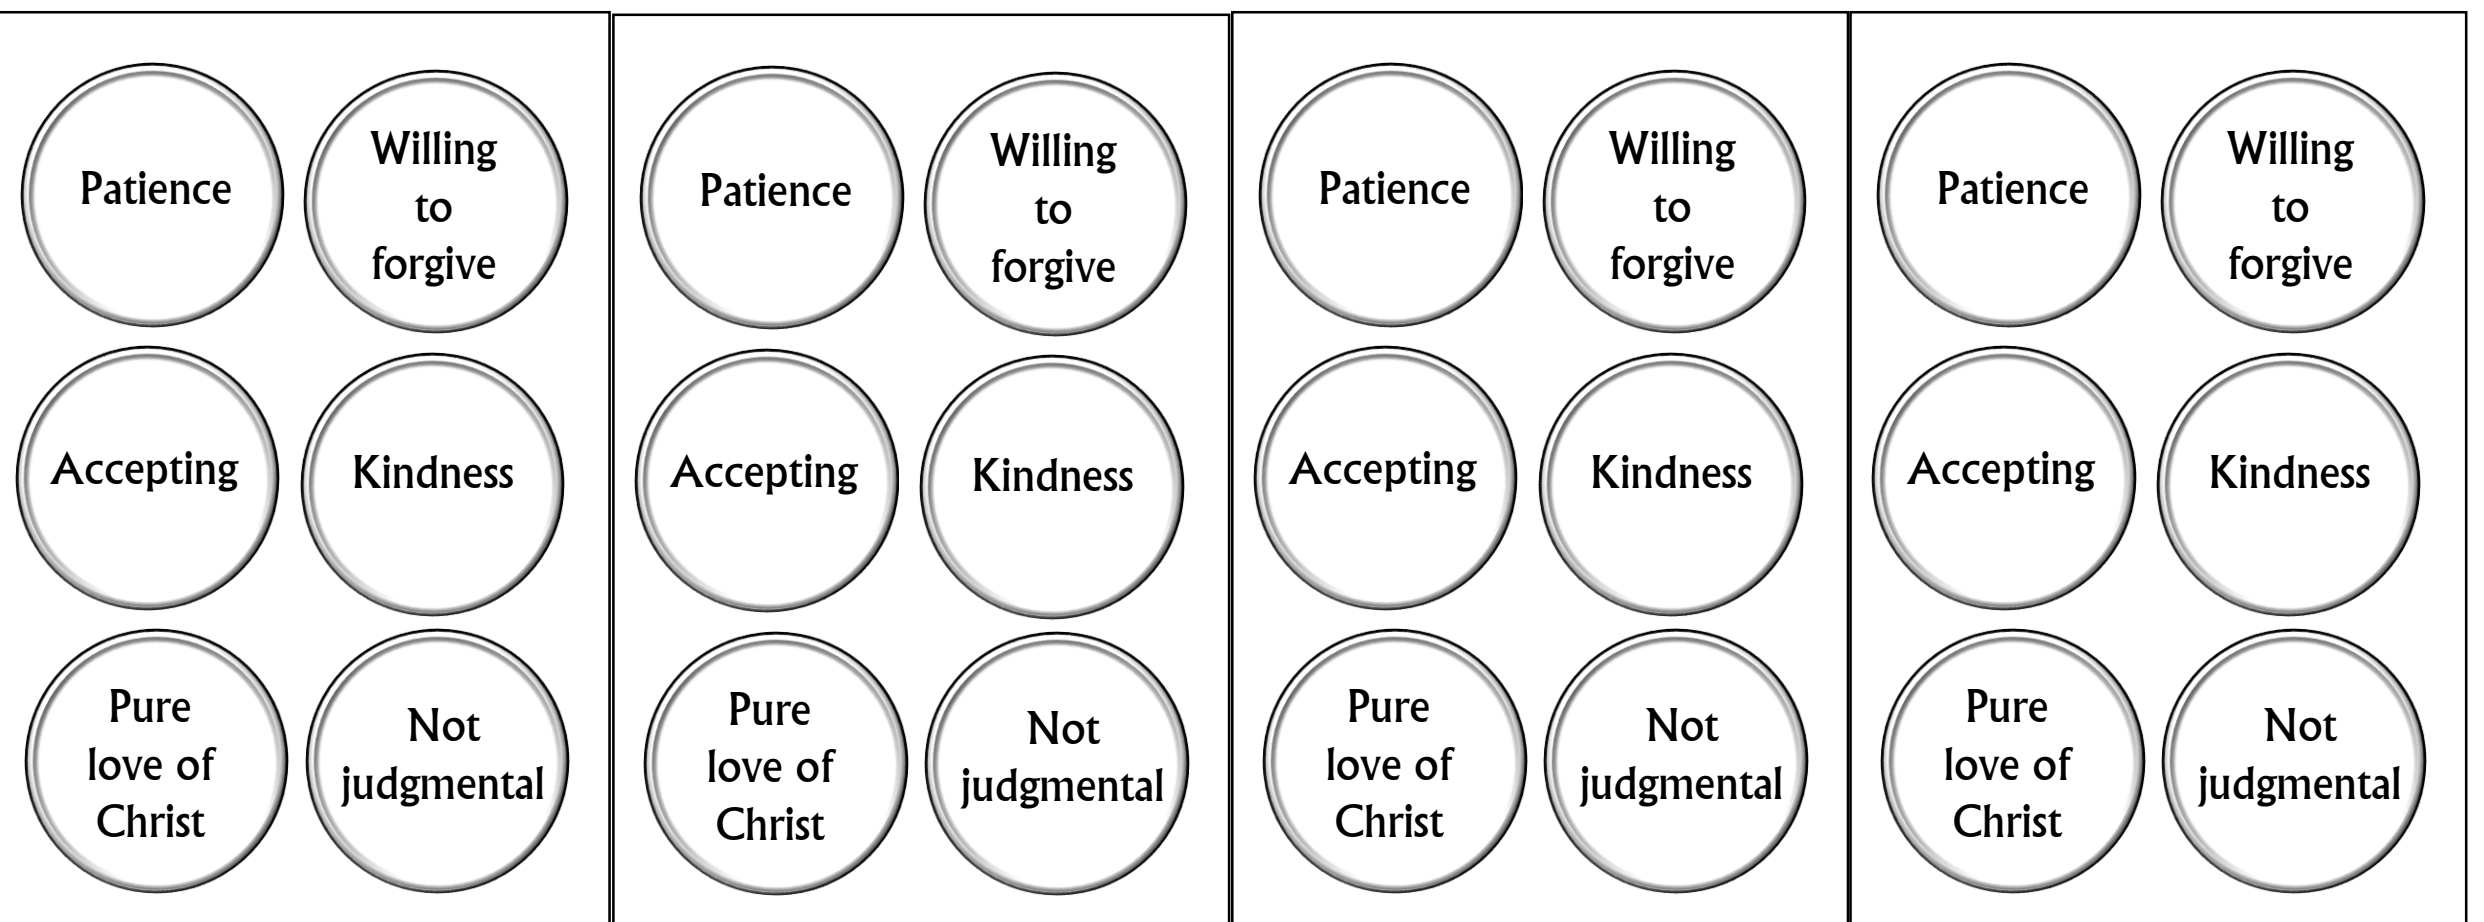 Patience
Willing
to
forgive
Accepting
Kindness
Pure
love of
Christ
Not
judgmental
Patience
Willing
to
forgive
Accepting
Kindness
Pure
love of
Christ
Not
judgmental
Patience
Willing
to
forgive
Accepting
Kindness
Pure
love of
Christ
Not
judgmental
Patience
Willing
to
forgive
Accepting
Kindness
Pure
love of
Christ
Not
judgmental